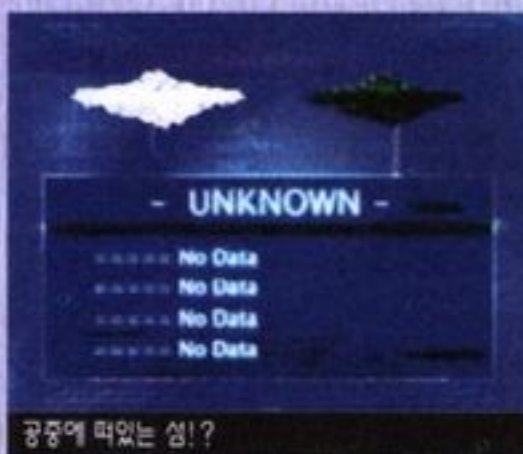 - UNKNOWN -
===== No Data
===== No Data
===== No Data
===== No Data
공중에 떠있는 섬!?